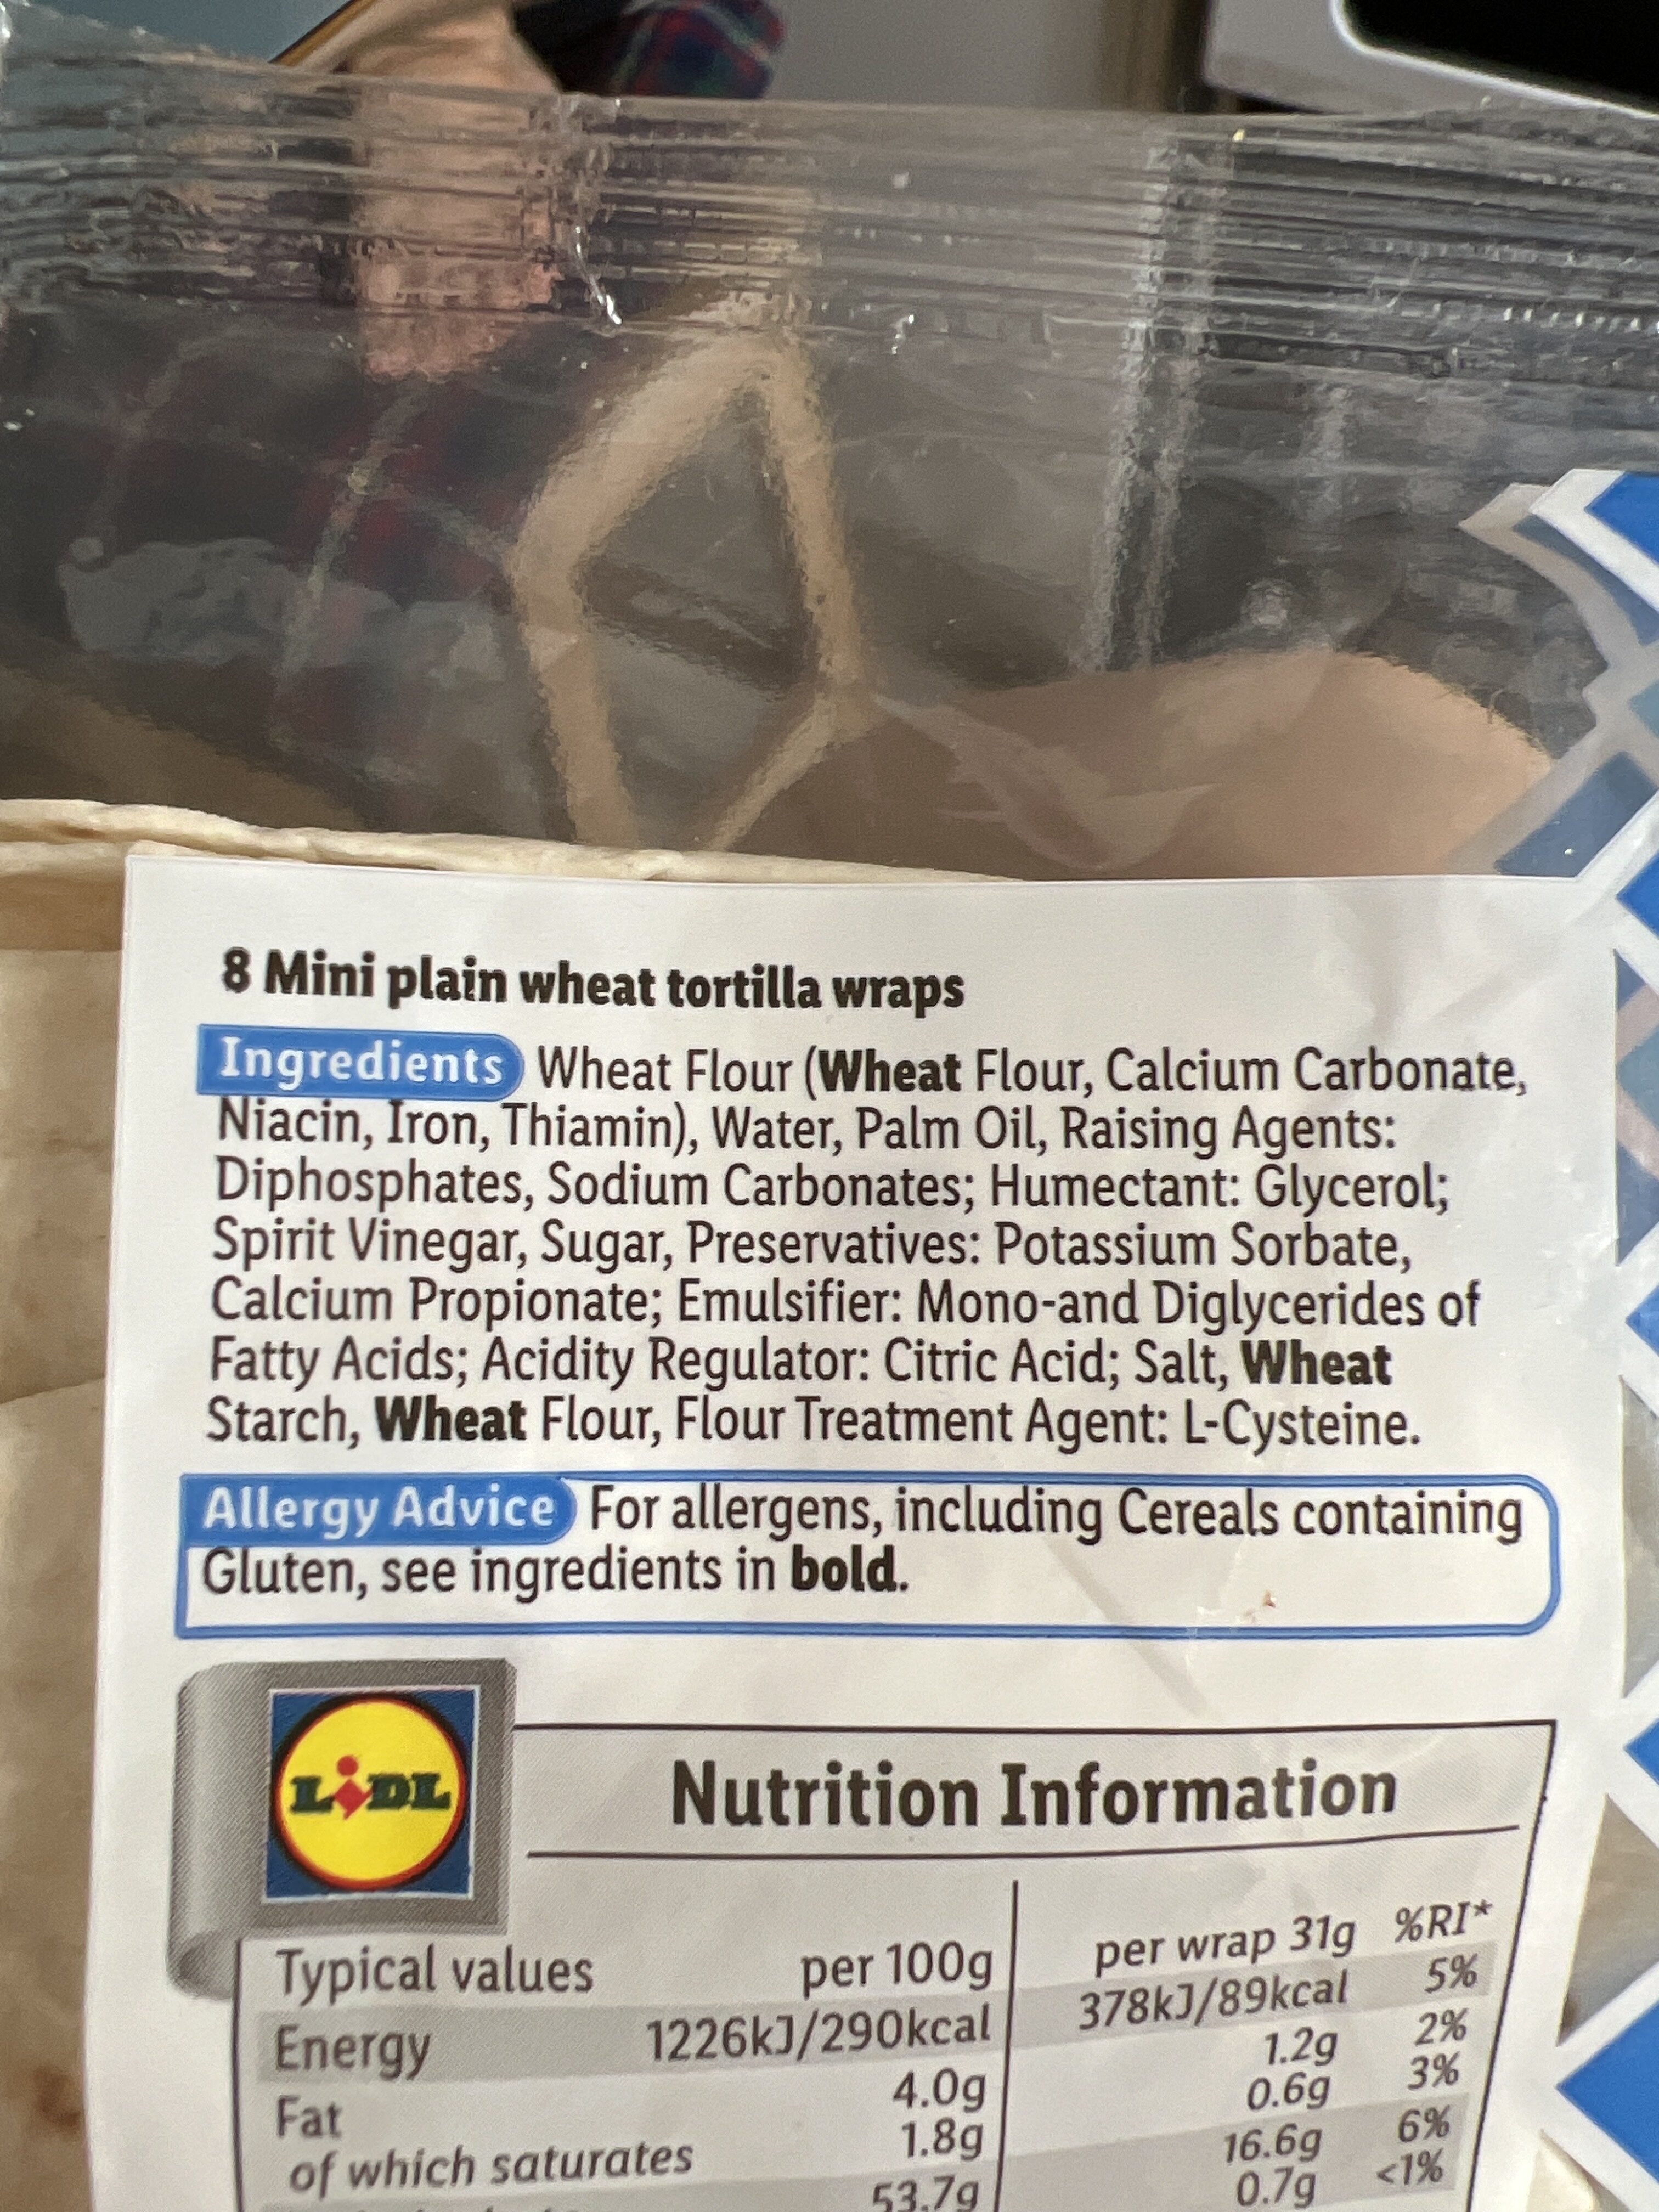 8 Mini plain wheat tortilla wraps
Ingredients Wheat Flour (Wheat Flour, Calcium Carbonate,
Niacin, Iron, Thiamin), Water, Palm Oil, Raising Agents:
Diphosphates, Sodium Carbonates; Humectant: Glycerol;
Spirit Vinegar, Sugar, Preservatives: Potassium Sorbate,
Calcium Propionate; Emulsifier: Mono-and Diglycerides of
Fatty Acids; Acidity Regulator: Citric Acid; Salt, Wheat
Starch, Wheat Flour, Flour Treatment Agent: L-Cysteine.
Allergy Advice For allergens, including Cereals containing
Gluten, see ingredients in bold.
LiDL
Nutrition Information
Typical values per 100g per wrap 31g %RI*
Energy 1226kJ/290kcal 378kJ/89kcal 5%
Fat 4.0g 1.2g 2%
of which saturates 1.8g 0.6g 3%
53.7g 16.6g 6%
0.7g <1%